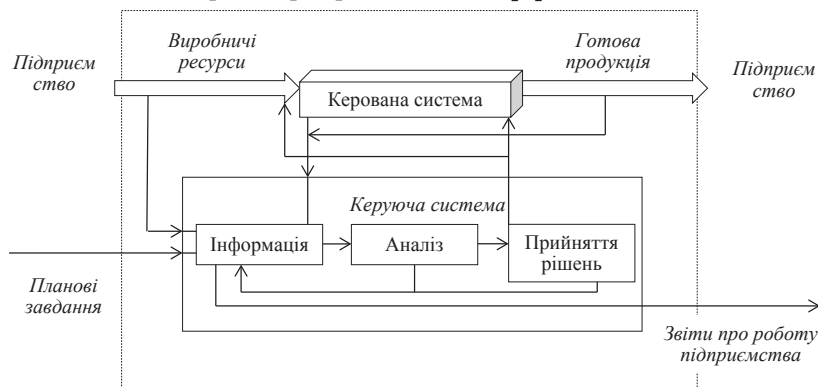 Виробничі
ресурси
Готова
продукція
Підприєм
ство
Підприєм
ство
Керована система
Керуюча система
Інформація
Аналіз
Прийняття
рішень
Планові
завдання
Звіти про роботу
підприємства